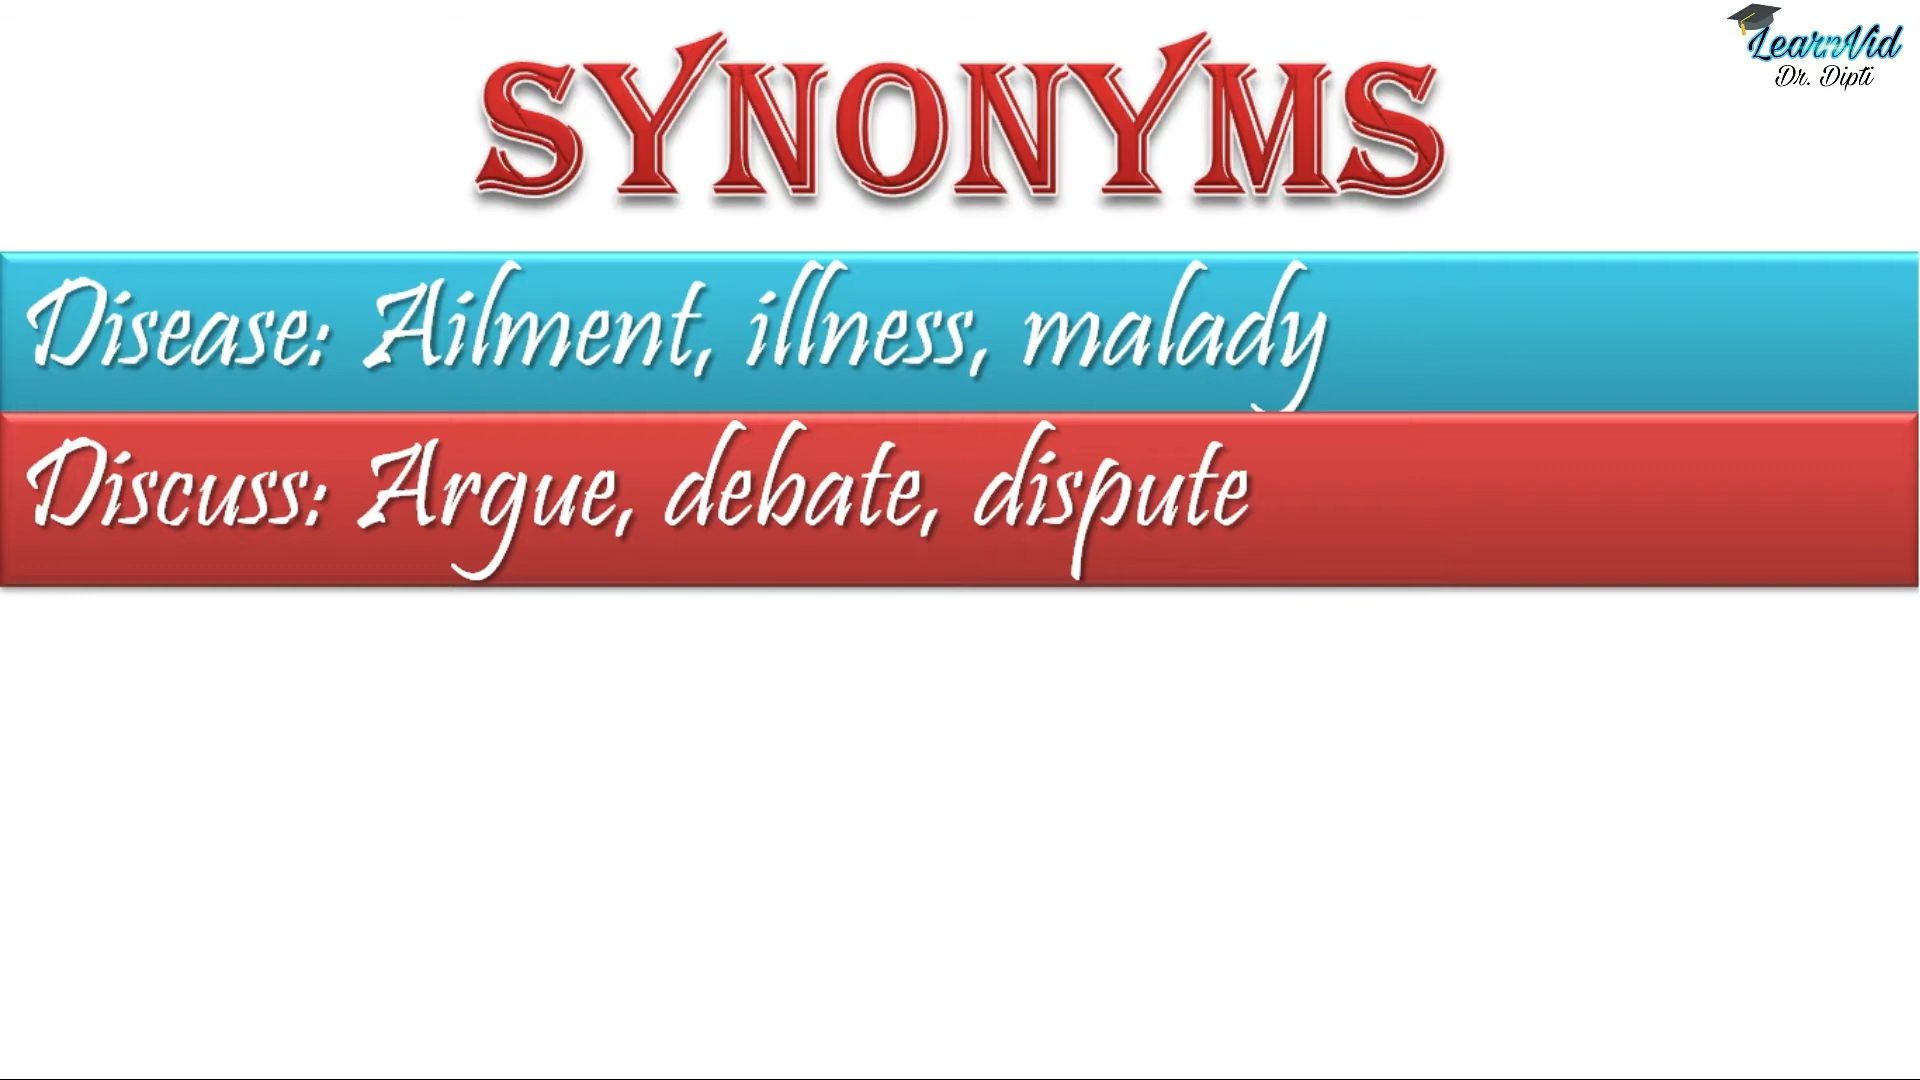 LearnVid
Dr. Dipti
SYNONYMS
Disease: Ailment, illness, malady
Discuss: Argue, debate, dispute